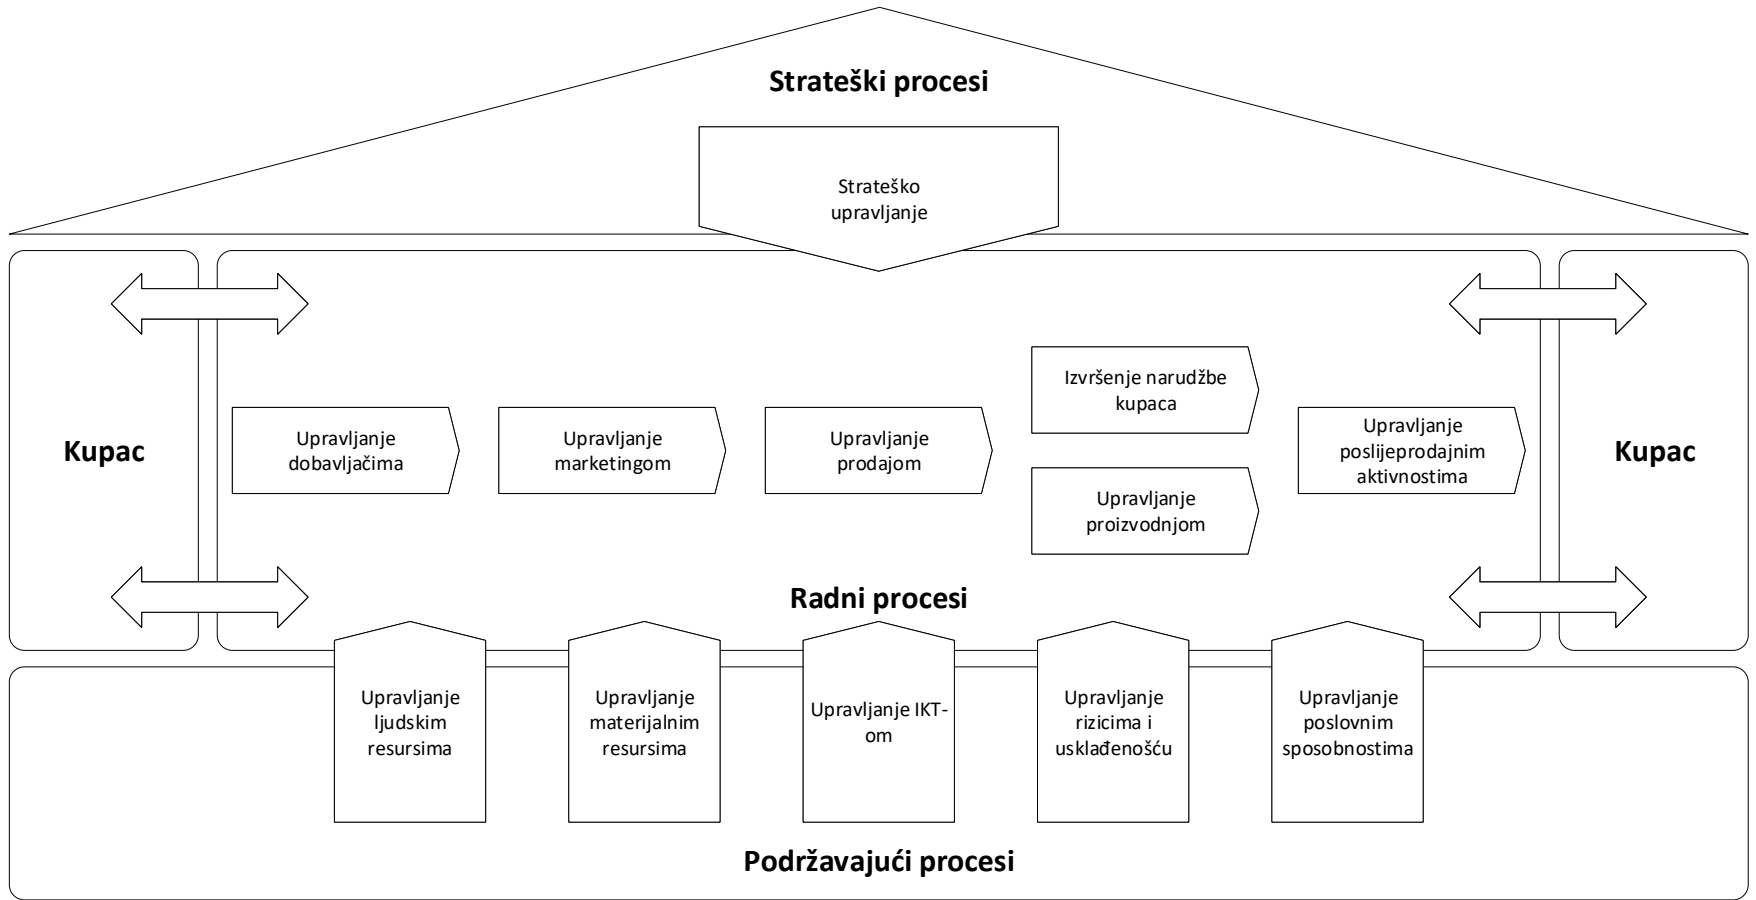 Strateški procesi
Strateško
upravljanje
Kupac
Upravljanje
dobavljačima
Upravljanje
marketingom
Upravljanje
prodajom
Izvršenje narudžbe
kupaca
Upravljanje
proizvodnjom
Upravljanje
poslijeprodajnim
aktivnostima
Kupac
Radni procesi
Upravljanje
ljudskim
resursima
Upravljanje
materijalnim
resursima
Upravljanje IKT-
om
Upravljanje
rizicima i
usklađenošću
Upravljanje
poslovnim
sposobnostima
Podržavajući procesi